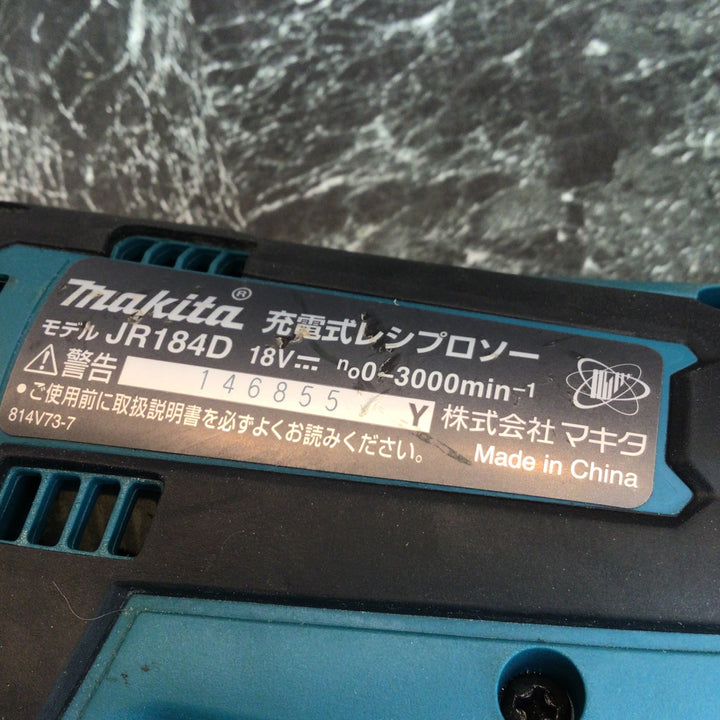 makita® 充電式レシプロソー
モデル JR184D 18V⎓ n₀0-3000min⁻¹
⚠警告 146855 Y 株式会社 マキタ
●ご使用前に取扱説明書を必ずよくお読みください。
814V73-7 Made in China